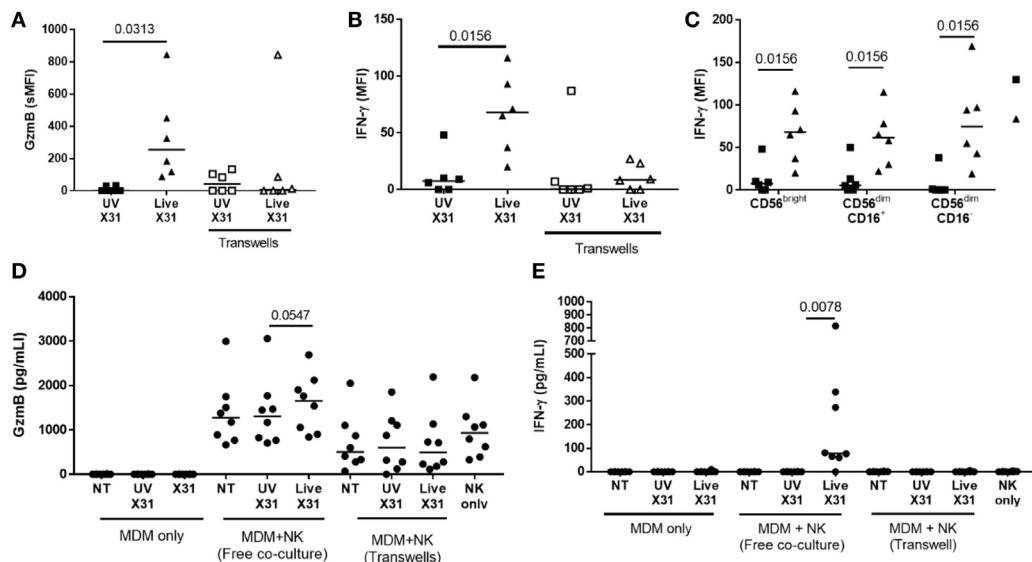 A
GzmB (sMFI)
1000
800
600
400
200
0
0.0313
UV
X31
Live
X31
UV
X31
Live
X31
Transwells
B
IFN-γ (MFI)
150
100
50
0
0.0156
UV
X31
Live
X31
UV
X31
Live
X31
Transwells
C
IFN-γ (MFI)
200
150
100
50
0
0.0156
0.0156
0.0156
CD56bright
CD56dim
CD16+
CD56dim
CD16-
D
GzmB (pg/mLl)
4000
3000
2000
1000
0
0.0547
NT
UV
X31
X31
NT
UV
X31
Live
X31
NT
UV
X31
Live
X31
NK
only
MDM only
MDM+NK
(Free co-culture)
MDM+NK
(Transwells)
E
IFN-γ (pg/mLl)
1000
900
800
700
600
500
400
300
200
100
0
0.0078
NT
UV
X31
Live
X31
NT
UV
X31
Live
X31
NT
UV
X31
Live
X31
NK
only
MDM only
MDM + NK
(Free co-culture)
MDM + NK
(Transwell)